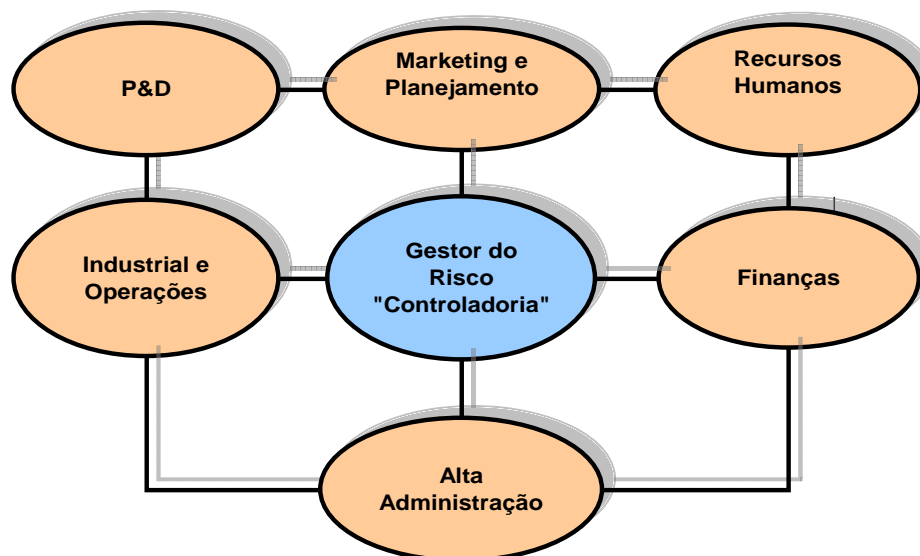 P&D
Marketing e
Planejamento
Recursos
Humanos
Industrial e
Operações
Gestor do
Risco
"Controladoria"
Finanças
Alta
Administração